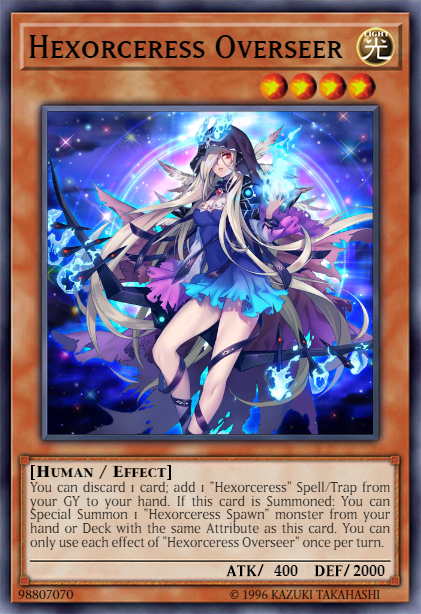 Hexorceress Overseer
LIGHT
光
[Human / Effect]
You can discard 1 card; add 1 "Hexorceress" Spell/Trap from
your GY to your hand. If this card is Summoned: You can
Special Summon 1 "Hexorceress Spawn" monster from your
hand or Deck with the same Attribute as this card. You can
only use each effect of "Hexorceress Overseer" once per turn.
ATK/ 400 DEF/2000
98807070 © 1996 KAZUKI TAKAHASHI